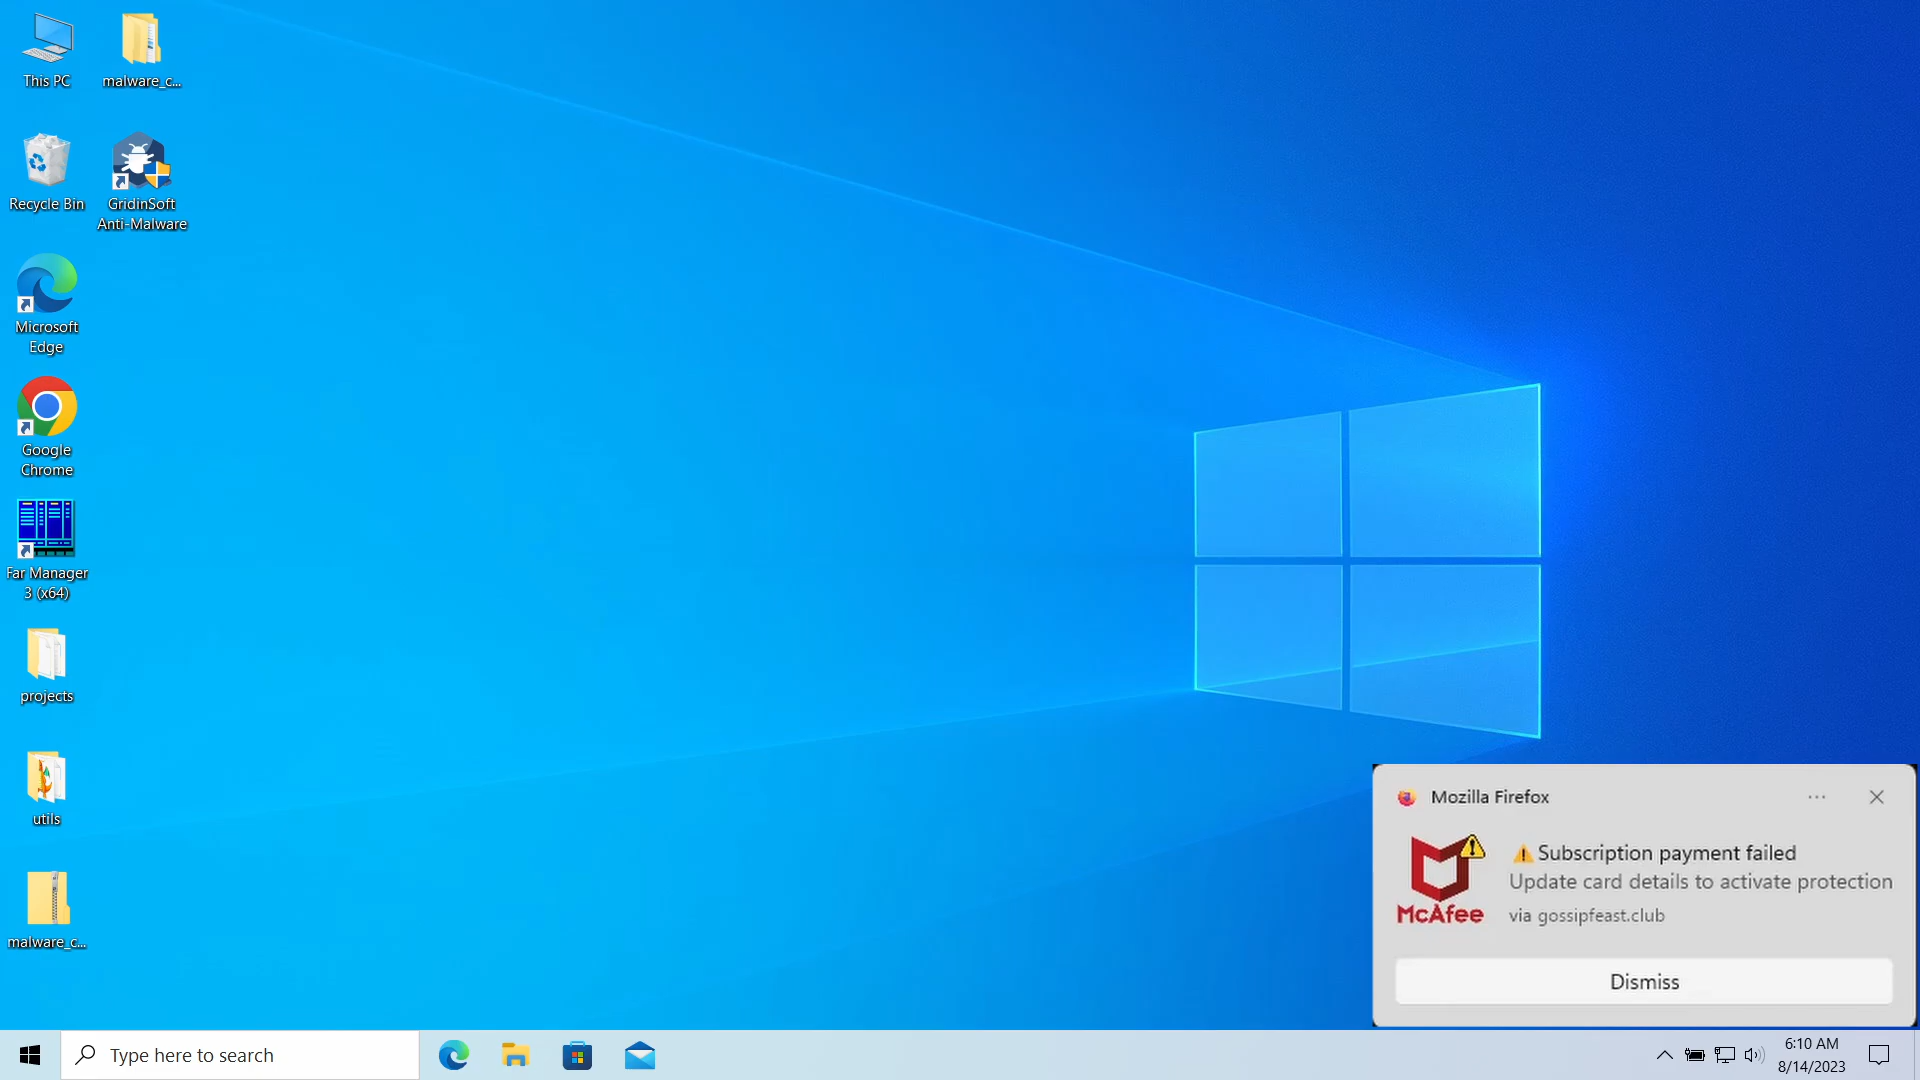 This PC
malware_c...
Recycle Bin
GridinSoft
Anti-Malware
Microsoft
Edge
Google
Chrome
Far Manager
3 (x64)
projects
utils
malware_c...
Mozilla Firefox
McAfee
Subscription payment failed
Update card details to activate protection
via gossipfeast.club
Dismiss
Type here to search
6:10 AM
8/14/2023